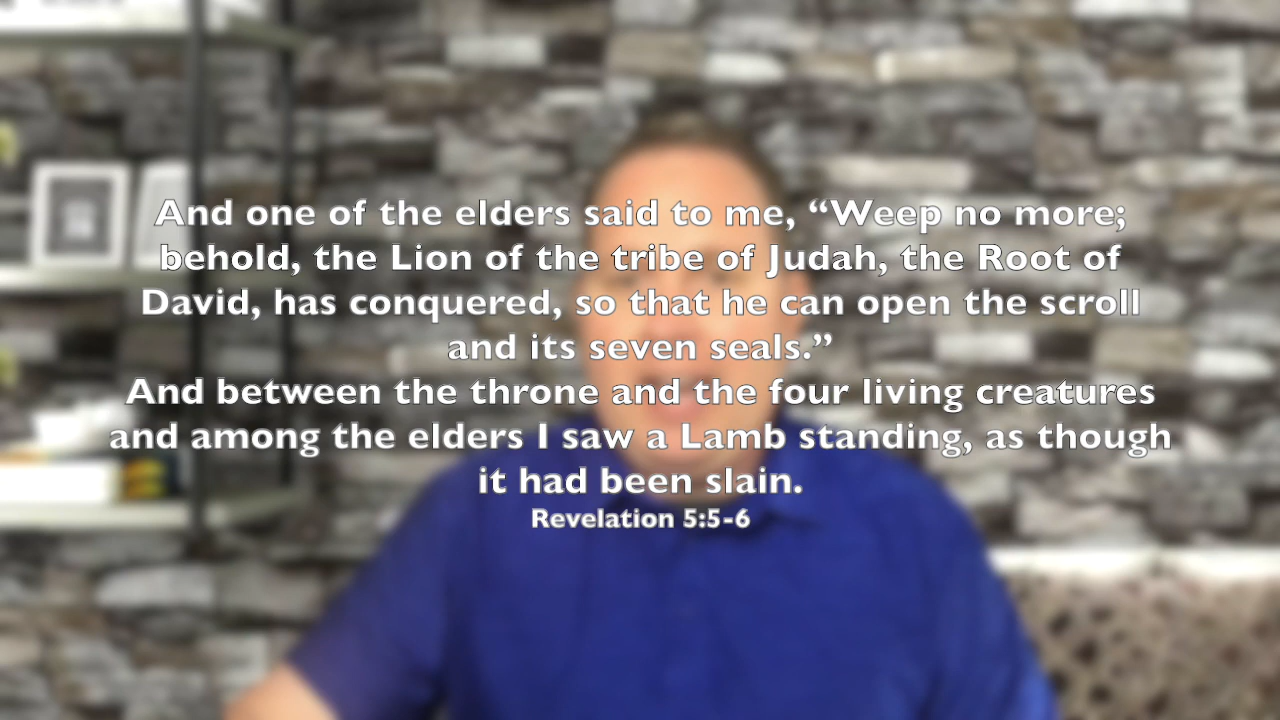 And one of the elders said to me, “Weep no more;
behold, the Lion of the tribe of Judah, the Root of
David, has conquered, so that he can open the scroll
and its seven seals.”
And between the throne and the four living creatures
and among the elders I saw a Lamb standing, as though
it had been slain.
Revelation 5:5-6